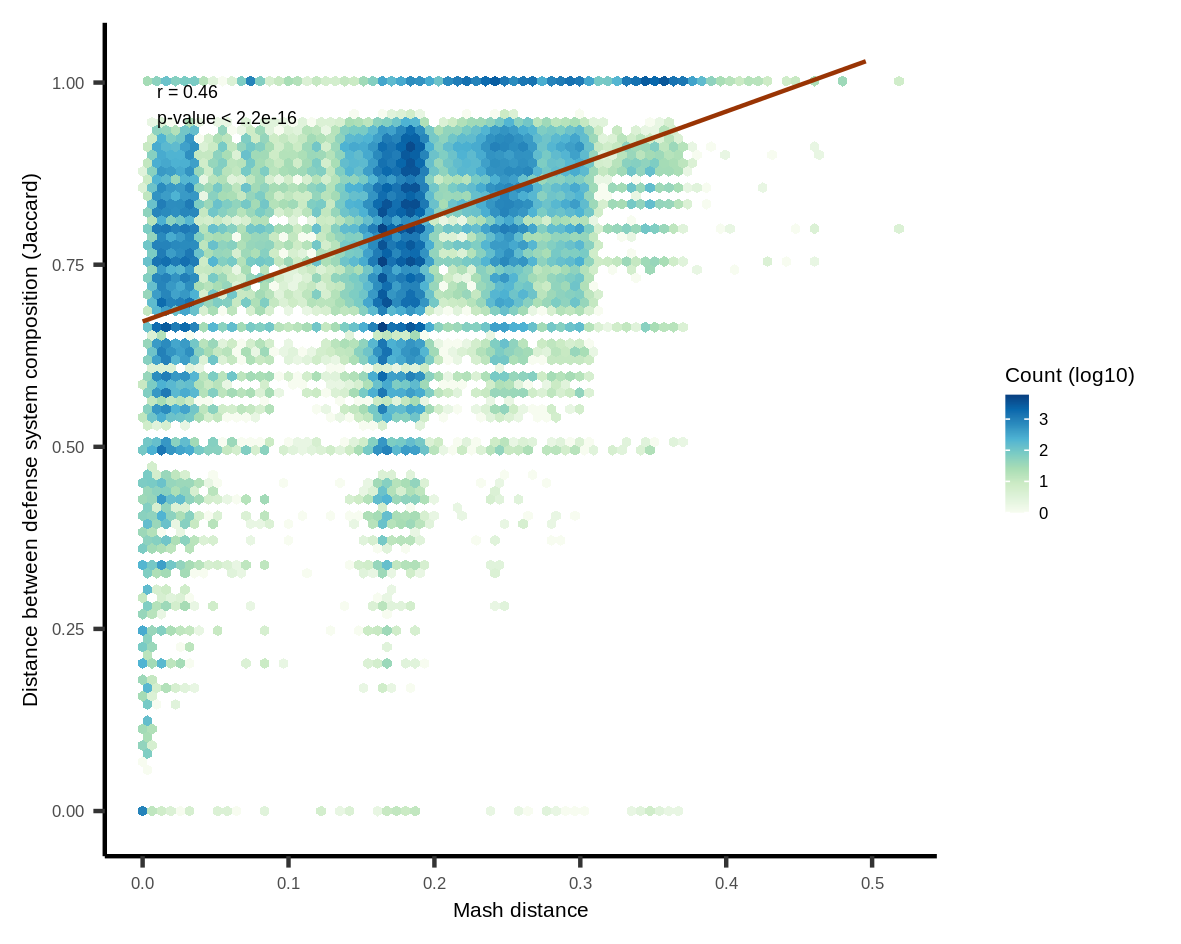 r = 0.46
p-value < 2.2e-16
1.00
0.75
0.50
0.25
0.00
Distance between defense system composition (Jaccard)
0.0 0.1 0.2 0.3 0.4 0.5
Mash distance
Count (log10)
3
2
1
0